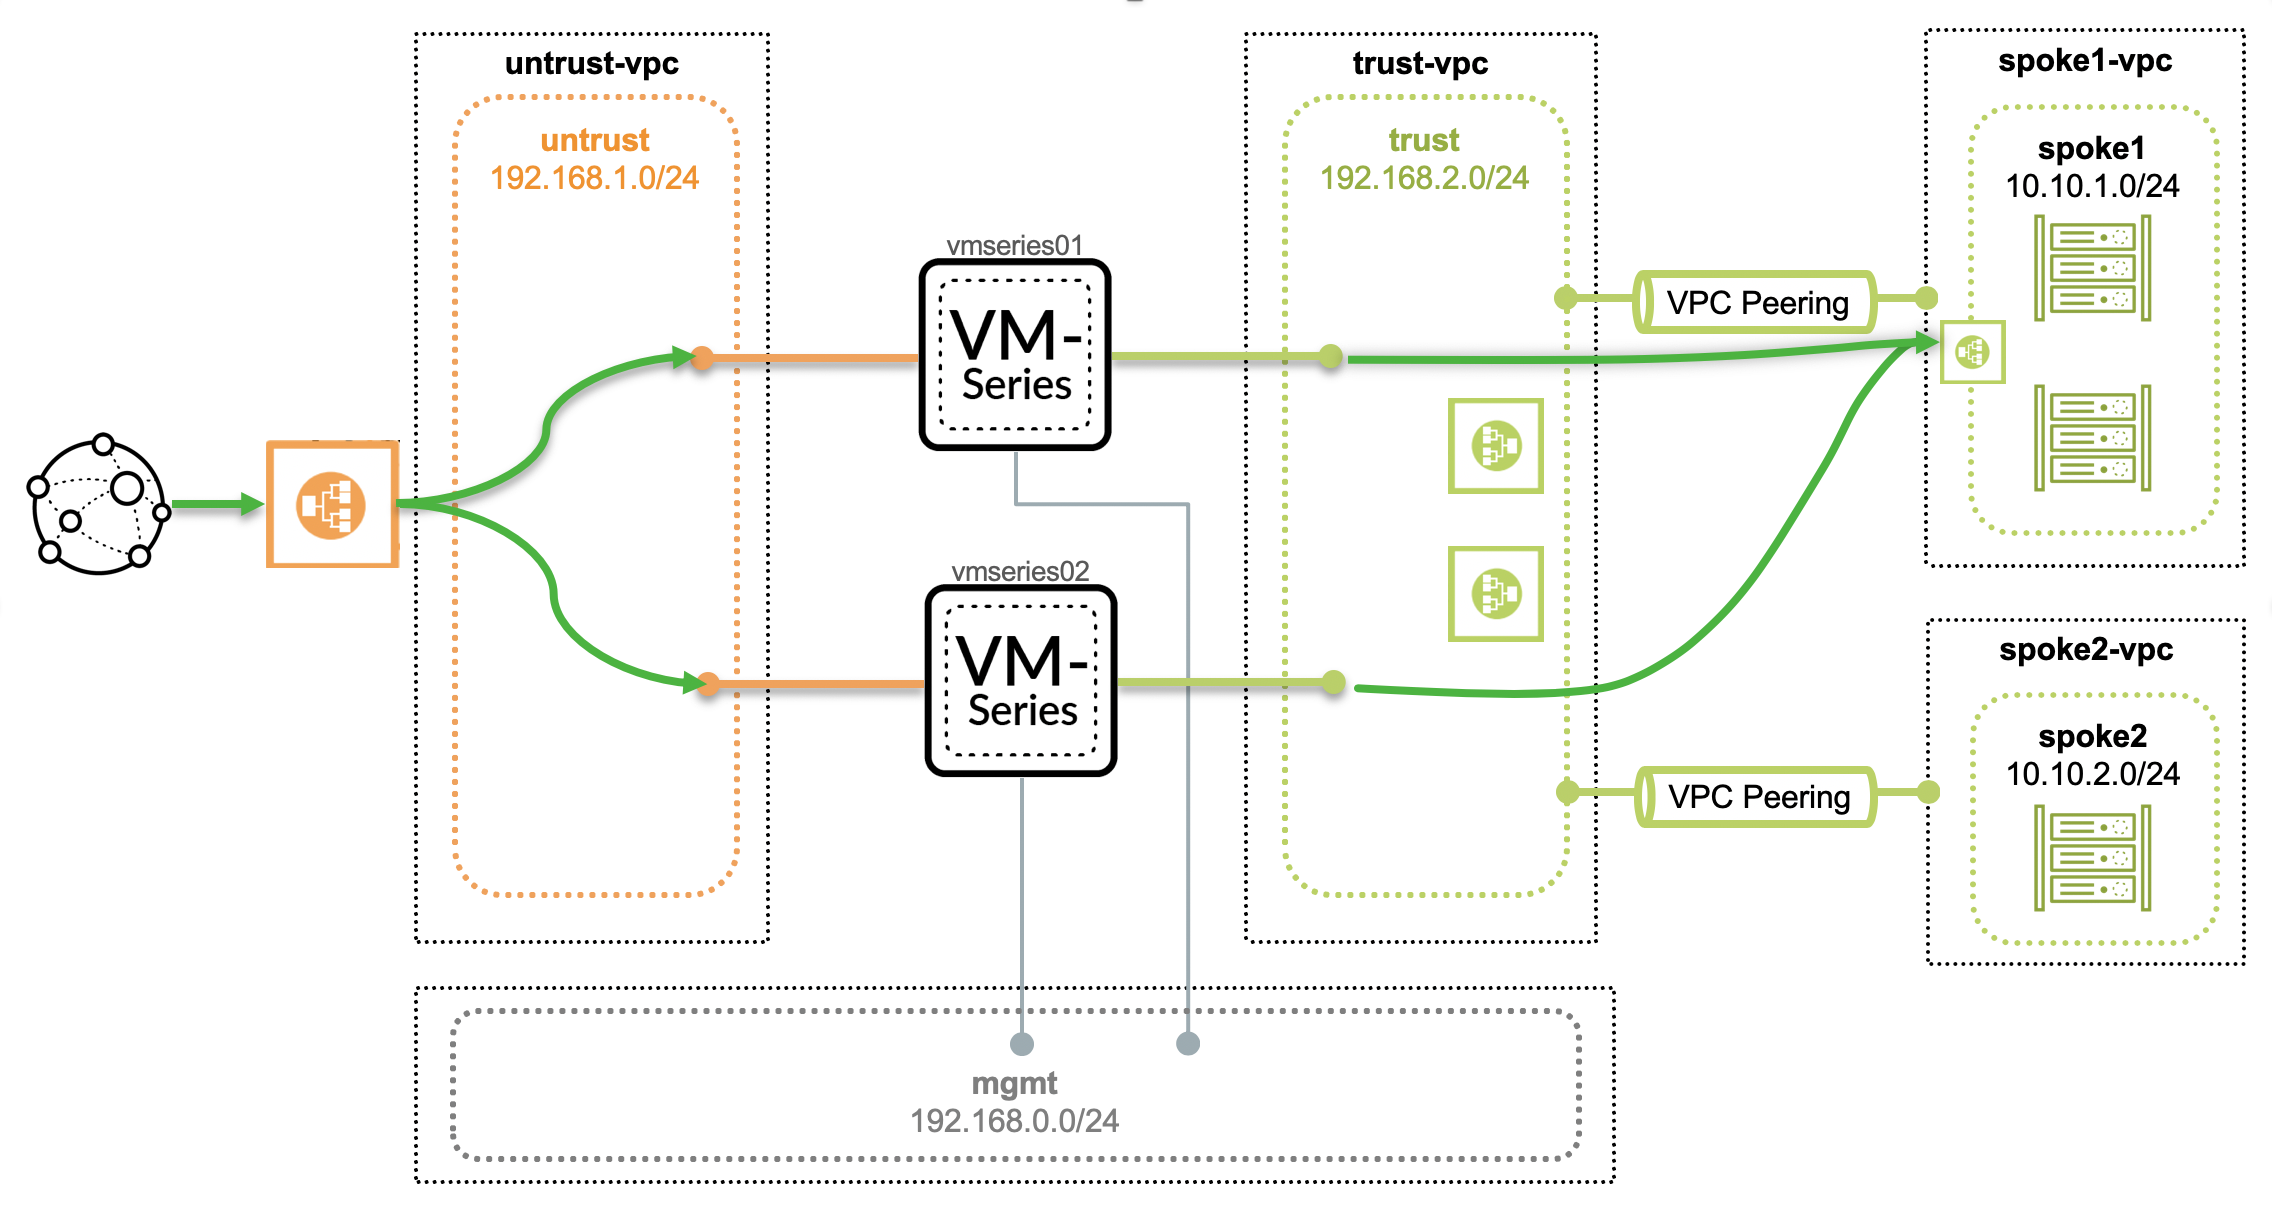 untrust-vpc
untrust
192.168.1.0/24
vmseries01
VM-
Series
vmseries02
VM-
Series
trust-vpc
trust
192.168.2.0/24
VPC Peering
VPC Peering
spoke1-vpc
spoke1
10.10.1.0/24
spoke2-vpc
spoke2
10.10.2.0/24
mgmt
192.168.0.0/24